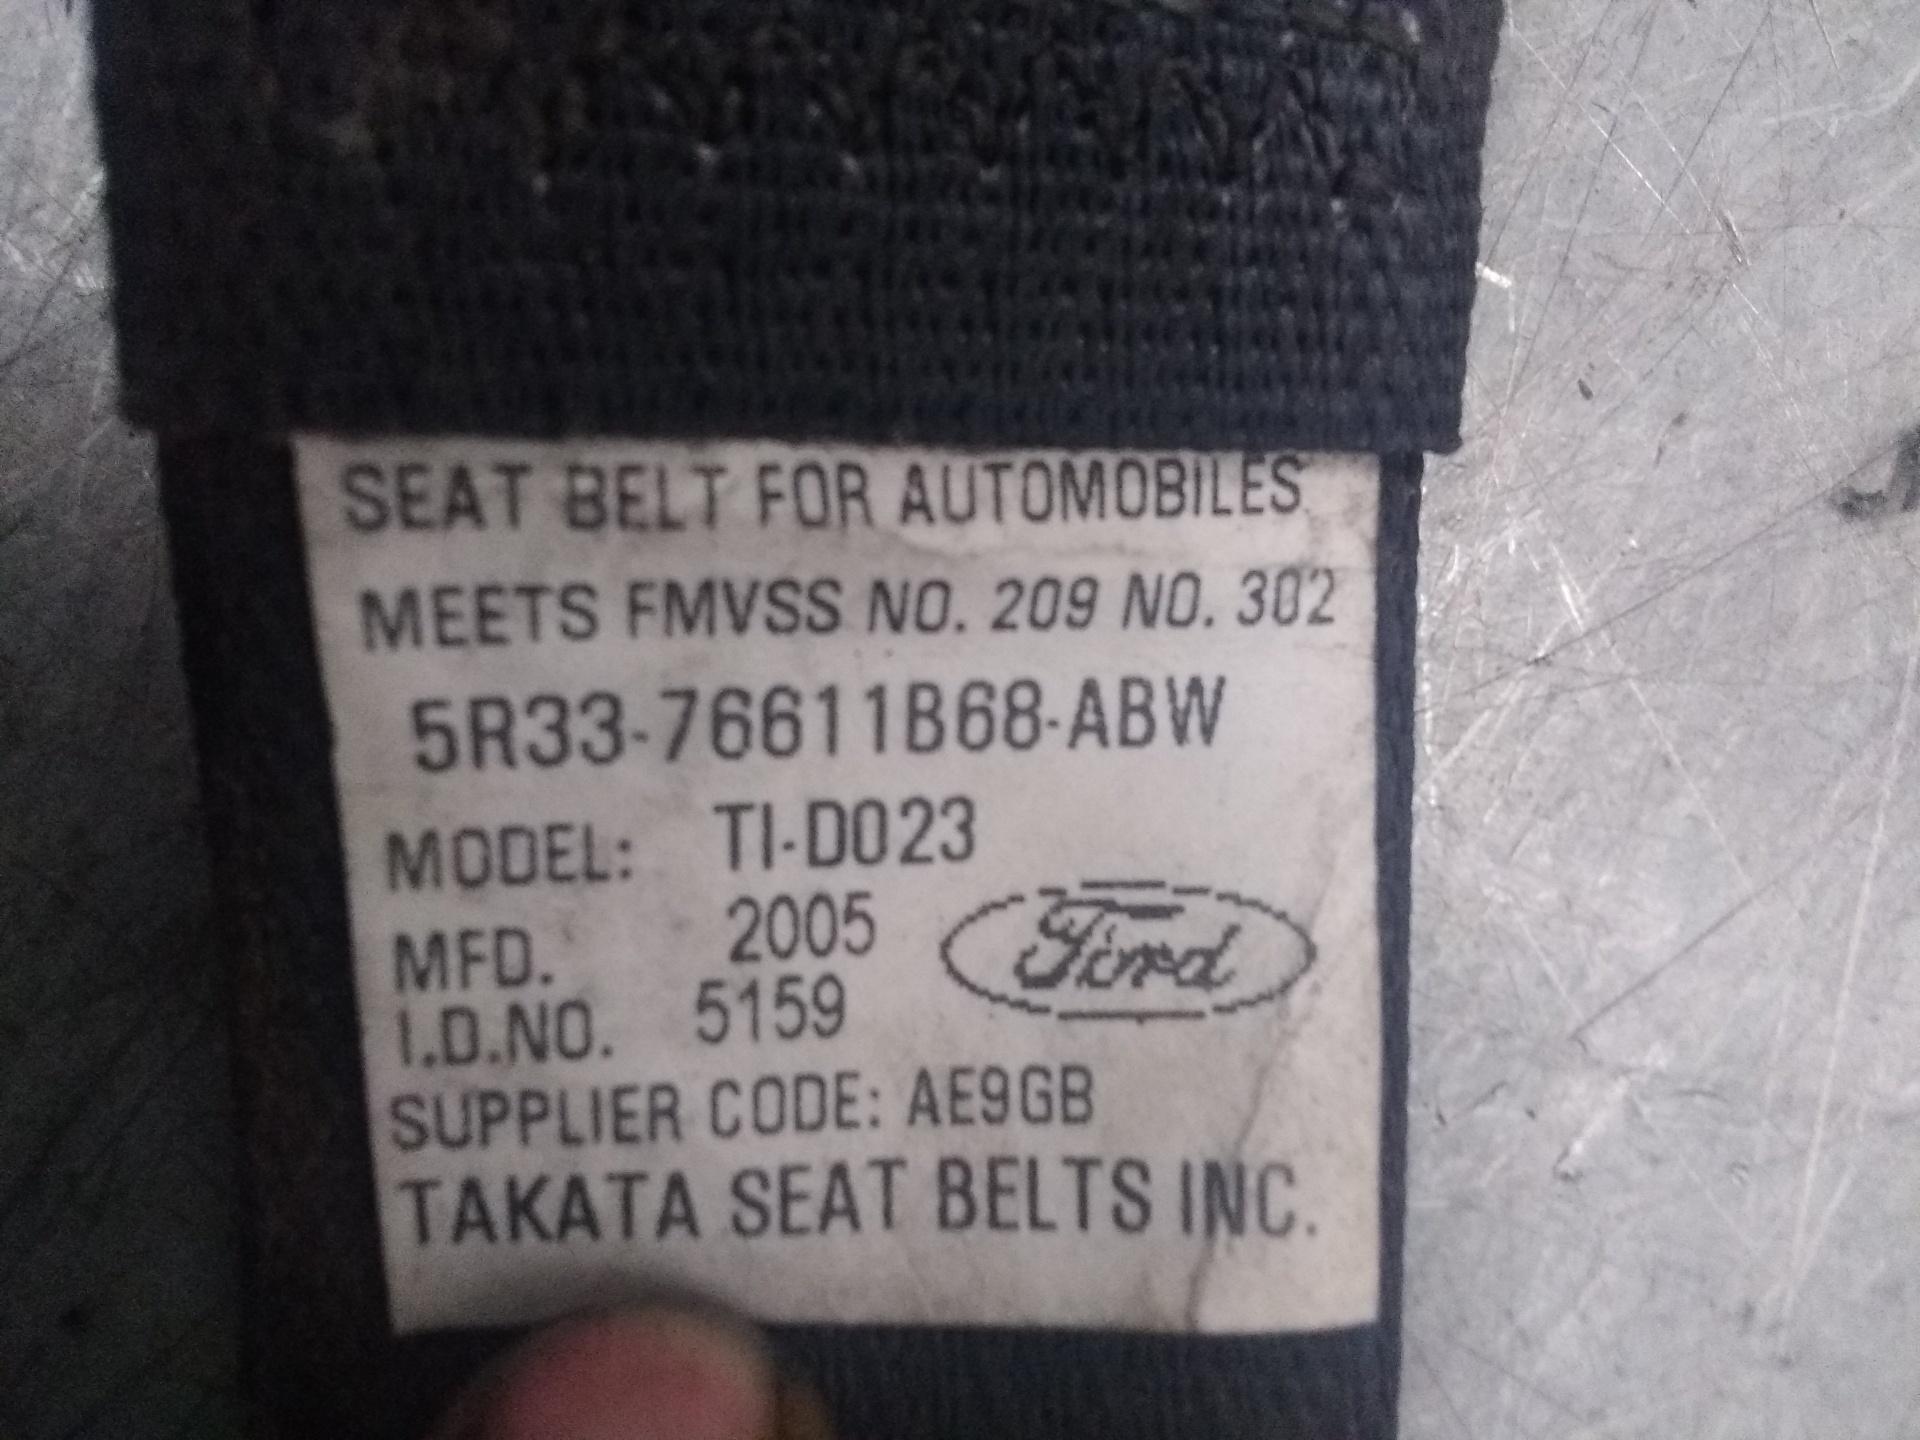 SEAT BELT FOR AUTOMOBILES
MEETS FMVSS NO. 209 NO. 302
5R33-76611B68-ABW
MODEL: TI-D023
MFD. 2005
Ford
I.D.NO. 5159
SUPPLIER CODE: AE9GB
TAKATA SEAT BELTS INC.